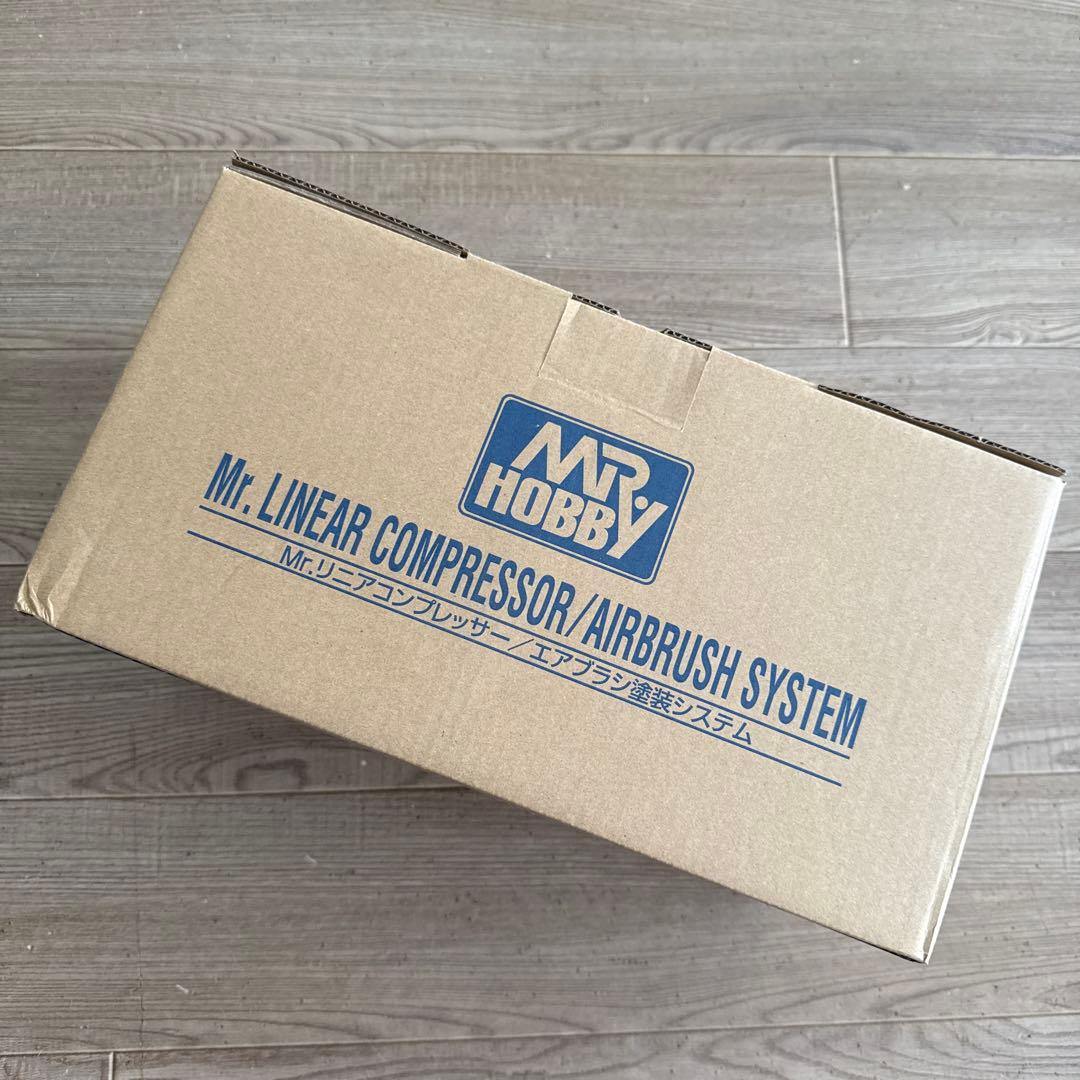 MR.
HOBBY
Mr. LINEAR COMPRESSOR/AIRBRUSH SYSTEM
Mr.リニアコンプレッサー/エアブラシ塗装システム